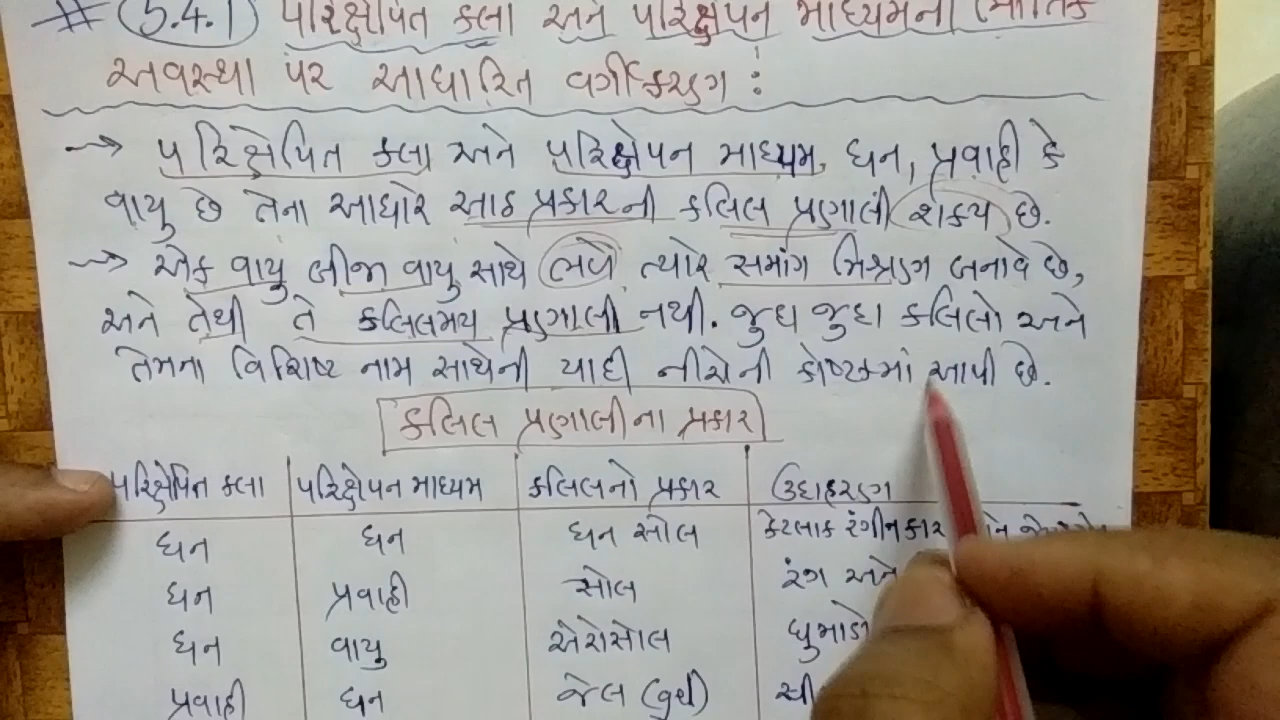 # 5.4.1 પરિક્ષેપિત કલા અને પરિક્ષેપન માધ્યમની ભૌતિક
અવસ્થા પર આધારિત વર્ગીકરણ :
→ પરિક્ષેપિત કલા અને પરિક્ષેપન માધ્યમ, ઘન, પ્રવાહી કે
વાયુ છે તેના આધારે આઠ પ્રકારની કલિલ પ્રણાલી શક્ય છે.
→ એક વાયુ બીજા વાયુ સાથે ભળે ત્યારે સમાંગ મિશ્રણ બનાવે છે,
અને તેથી તે કલિલમય પ્રણાલી નથી. જુદા જુદા કલિલો અને
તેમના વિશિષ્ટ નામ સાથેની યાદી નીચેની કોષ્ટકમાં આપી છે.
કલિલ પ્રણાલીના પ્રકાર
પરિક્ષેપિત કલા પરિક્ષેપન માધ્યમ કલિલનો પ્રકાર ઉદાહરણ
ઘન ઘન ઘન સોલ કેટલાક રંગીન કાચ
ઘન પ્રવાહી સોલ રંગ અને
ઘન વાયુ એરોસોલ ધુમાડો
પ્રવાહી ઘન જેલ